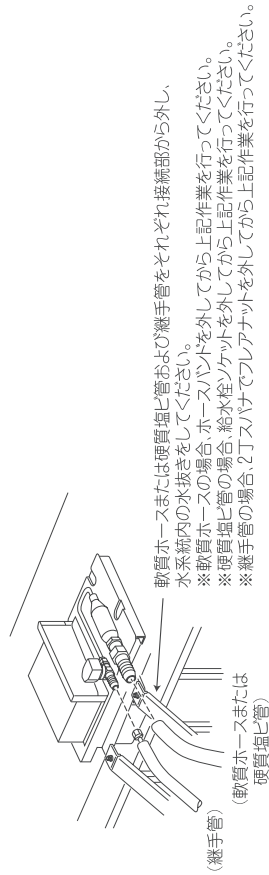 軟質ホースまたは硬質塩ビ管および継手管をそれぞれ接続部から外し、
水系統内の水抜きをしてください。
※軟質ホースの場合、ホースバンドを外してから上記作業を行ってください。
※硬質塩ビ管の場合、給水栓ソケットを外してから上記作業を行ってください。
※継手管の場合、2丁スパナでフレアナットを外してから上記作業を行ってください。
(継手管)
(軟質ホースまたは
硬質塩ビ管)